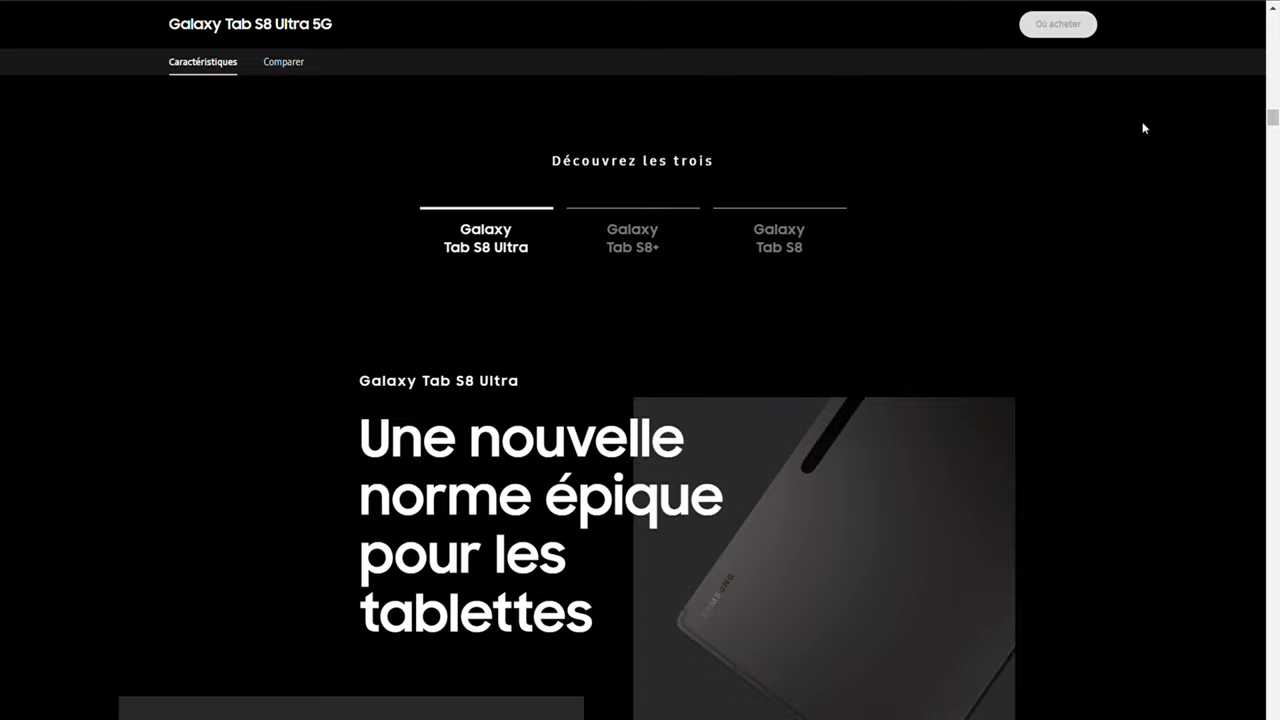 Galaxy Tab S8 Ultra 5G
Où acheter
Caractéristiques
Comparer
Découvrez les trois
Galaxy
Tab S8 Ultra
Galaxy
Tab S8+
Galaxy
Tab S8
Galaxy Tab S8 Ultra
Une nouvelle
norme épique
pour les
tablettes
SAMSUNG